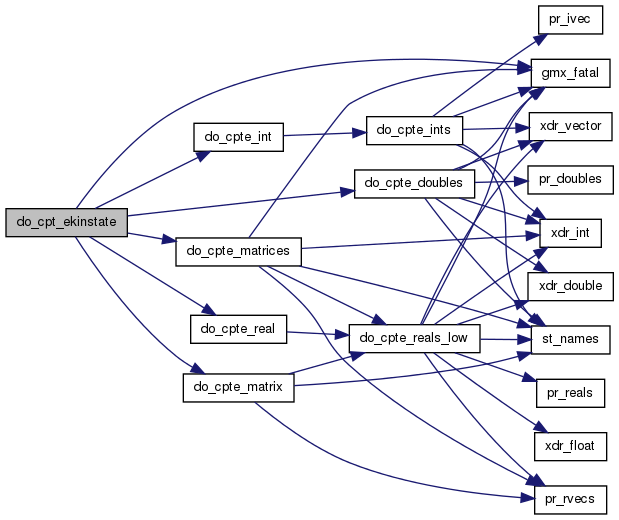 do_cpt_ekinstate
do_cpte_int
do_cpte_matrices
do_cpte_real
do_cpte_matrix
do_cpte_ints
do_cpte_doubles
do_cpte_reals_low
pr_ivec
gmx_fatal
xdr_vector
pr_doubles
xdr_int
xdr_double
st_names
pr_reals
xdr_float
pr_rvecs